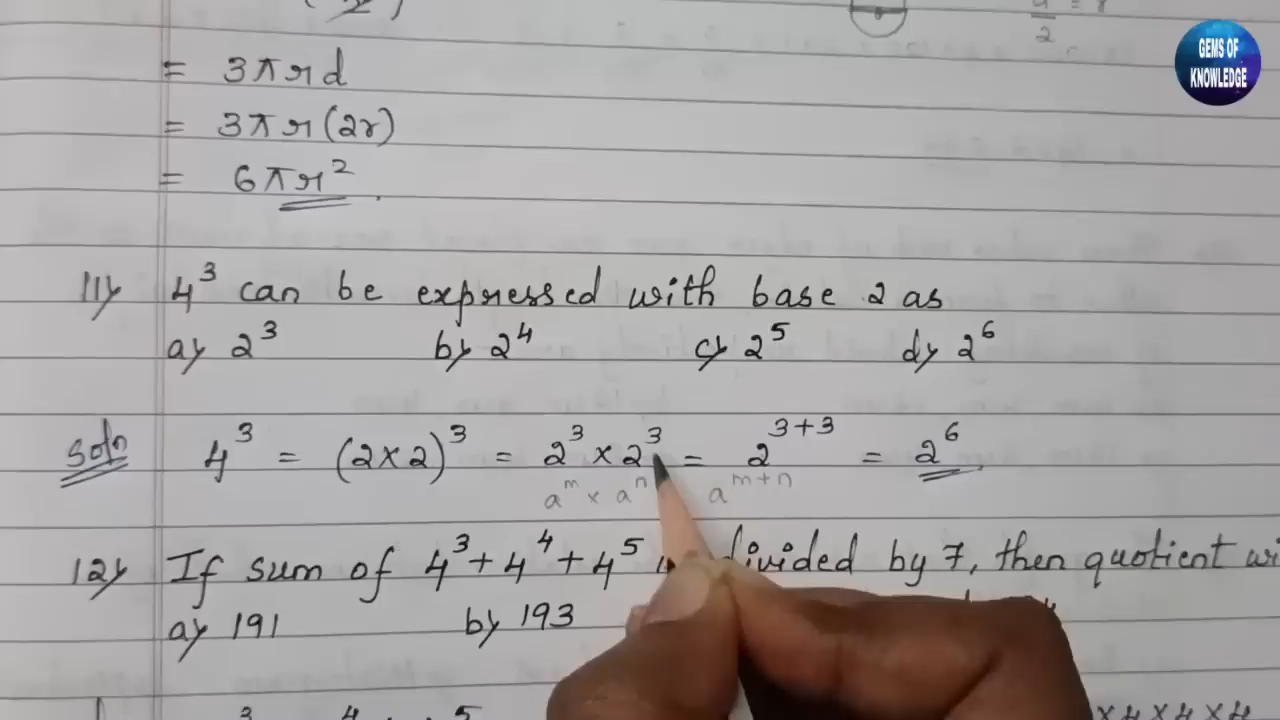 GEMS OF
KNOWLEDGE
= 3πrd
= 3πr(2r)
= 6πr²
11) 4³ can be expressed with base 2 as
a) 2³ b) 2⁴ c) 2⁵ d) 2⁶
Soln 4³ = (2×2)³ = 2³ × 2³ = 2³⁺³ = 2⁶
aᵐ × aⁿ aᵐ⁺ⁿ
12) If sum of 4³ + 4⁴ + 4⁵ divided by 7, then quotient
a) 191 b) 193